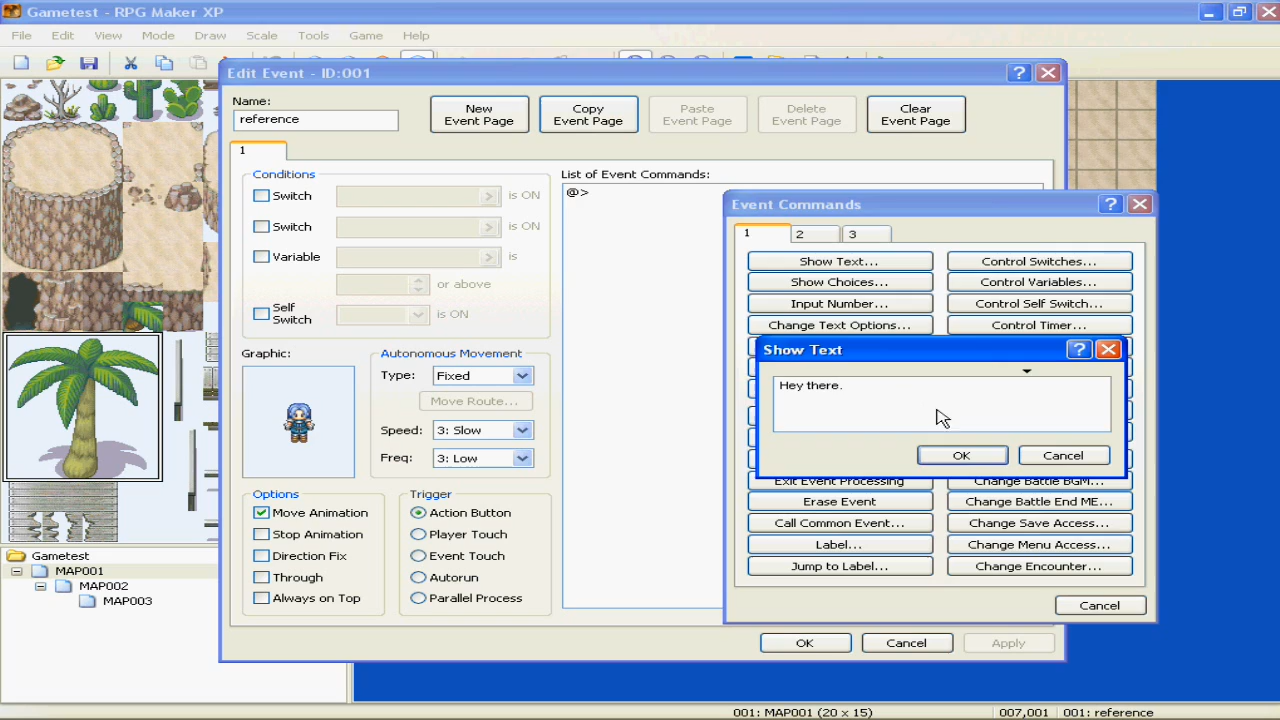 Gametest - RPG Maker XP
File Edit View Mode Draw Scale Tools Game Help
Edit Event - ID:001
Name:
reference
New Event Page
Copy Event Page
Paste Event Page
Delete Event Page
Clear Event Page
1
Conditions
Switch is ON
Switch is ON
Variable is
or above
Self Switch is ON
Graphic:
Autonomous Movement
Type: Fixed
Move Route...
Speed: 3: Slow
Freq: 3: Low
Options
Move Animation
Stop Animation
Direction Fix
Through
Always on Top
Trigger
Action Button
Player Touch
Event Touch
Autorun
Parallel Process
List of Event Commands:
@>
OK Cancel Apply
Event Commands
1 2 3
Show Text... Control Switches...
Show Choices... Control Variables...
Input Number... Control Self Switch...
Change Text Options... Control Timer...
Show Text
Hey there.
OK Cancel
Exit Event Processing Change Battle BGM...
Erase Event Change Battle End ME...
Call Common Event... Change Save Access...
Label... Change Menu Access...
Jump to Label... Change Encounter...
Cancel
Gametest
MAP001
MAP002
MAP003
001: MAP001 (20 x 15) 007,001 001: reference